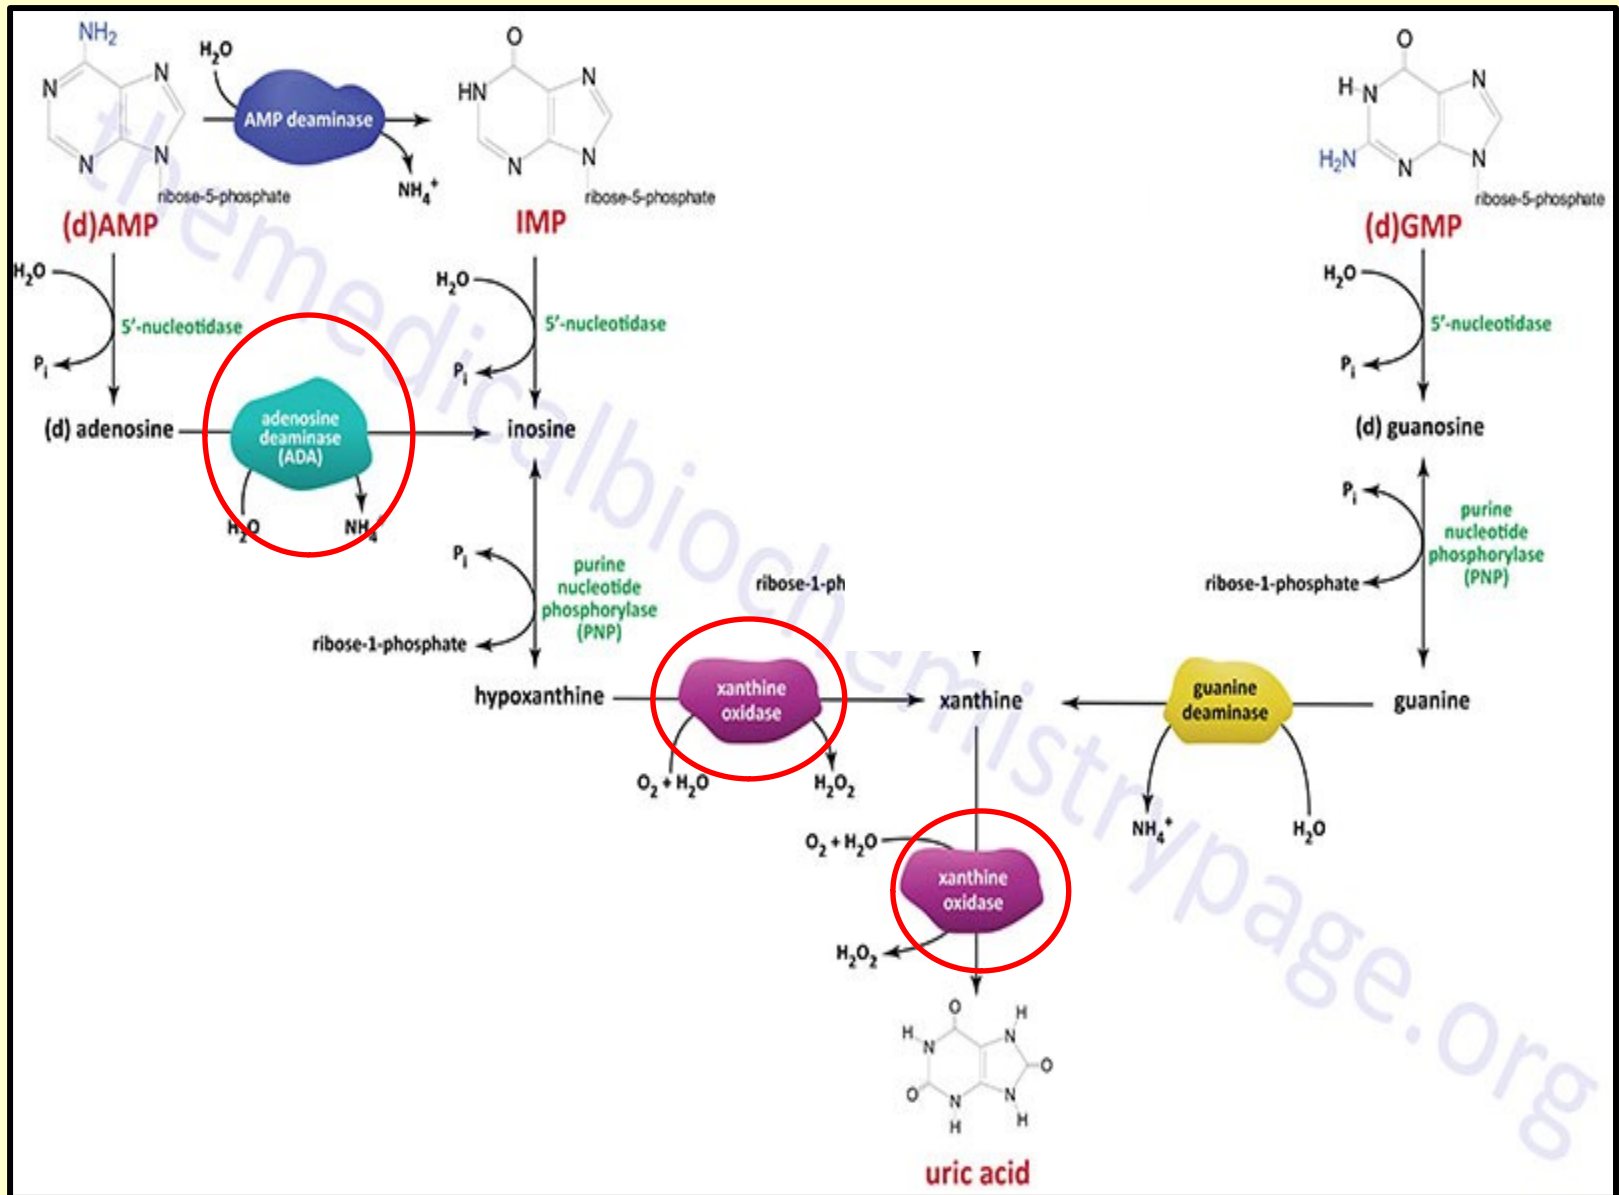 NH₂
H₂O
O
O
N
N
HN
N
H
N
N
AMP deaminase
N
N
NH₄⁺
N
N
H₂N
N
N
ribose-5-phosphate
ribose-5-phosphate
ribose-5-phosphate
(d)AMP
IMP
(d)GMP
H₂O
H₂O
H₂O
5'-nucleotidase
5'-nucleotidase
5'-nucleotidase
Pi
Pi
Pi
(d) adenosine
adenosine
deaminase
(ADA)
inosine
(d) guanosine
H₂O
NH₄
Pi
purine
nucleotide
phosphorylase
(PNP)
ribose-1-phosphate
ribose-1-ph
Pi
purine
nucleotide
phosphorylase
(PNP)
ribose-1-phosphate
hypoxanthine
xanthine
oxidase
xanthine
guanine
deaminase
guanine
O₂ + H₂O
H₂O₂
NH₄⁺
H₂O
O₂ + H₂O
xanthine
oxidase
H₂O₂
O
H
H
N
N
O
O
N
N
H
H
uric acid
themedicalbiochemistrypage.org